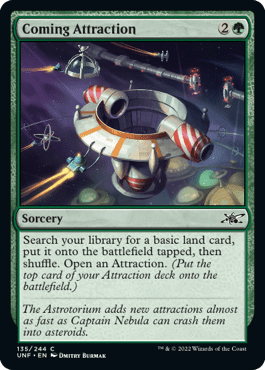 Coming Attraction 2
Sorcery
Search your library for a basic land card,
put it onto the battlefield tapped, then
shuffle. Open an Attraction. (Put the
top card of your Attraction deck onto the
battlefield.)
The Astrotorium adds new attractions almost
as fast as Captain Nebula can crash them
into asteroids.
135/244 C
UNF • EN DMITRY BURMAK
™ & © 2022 Wizards of the Coast